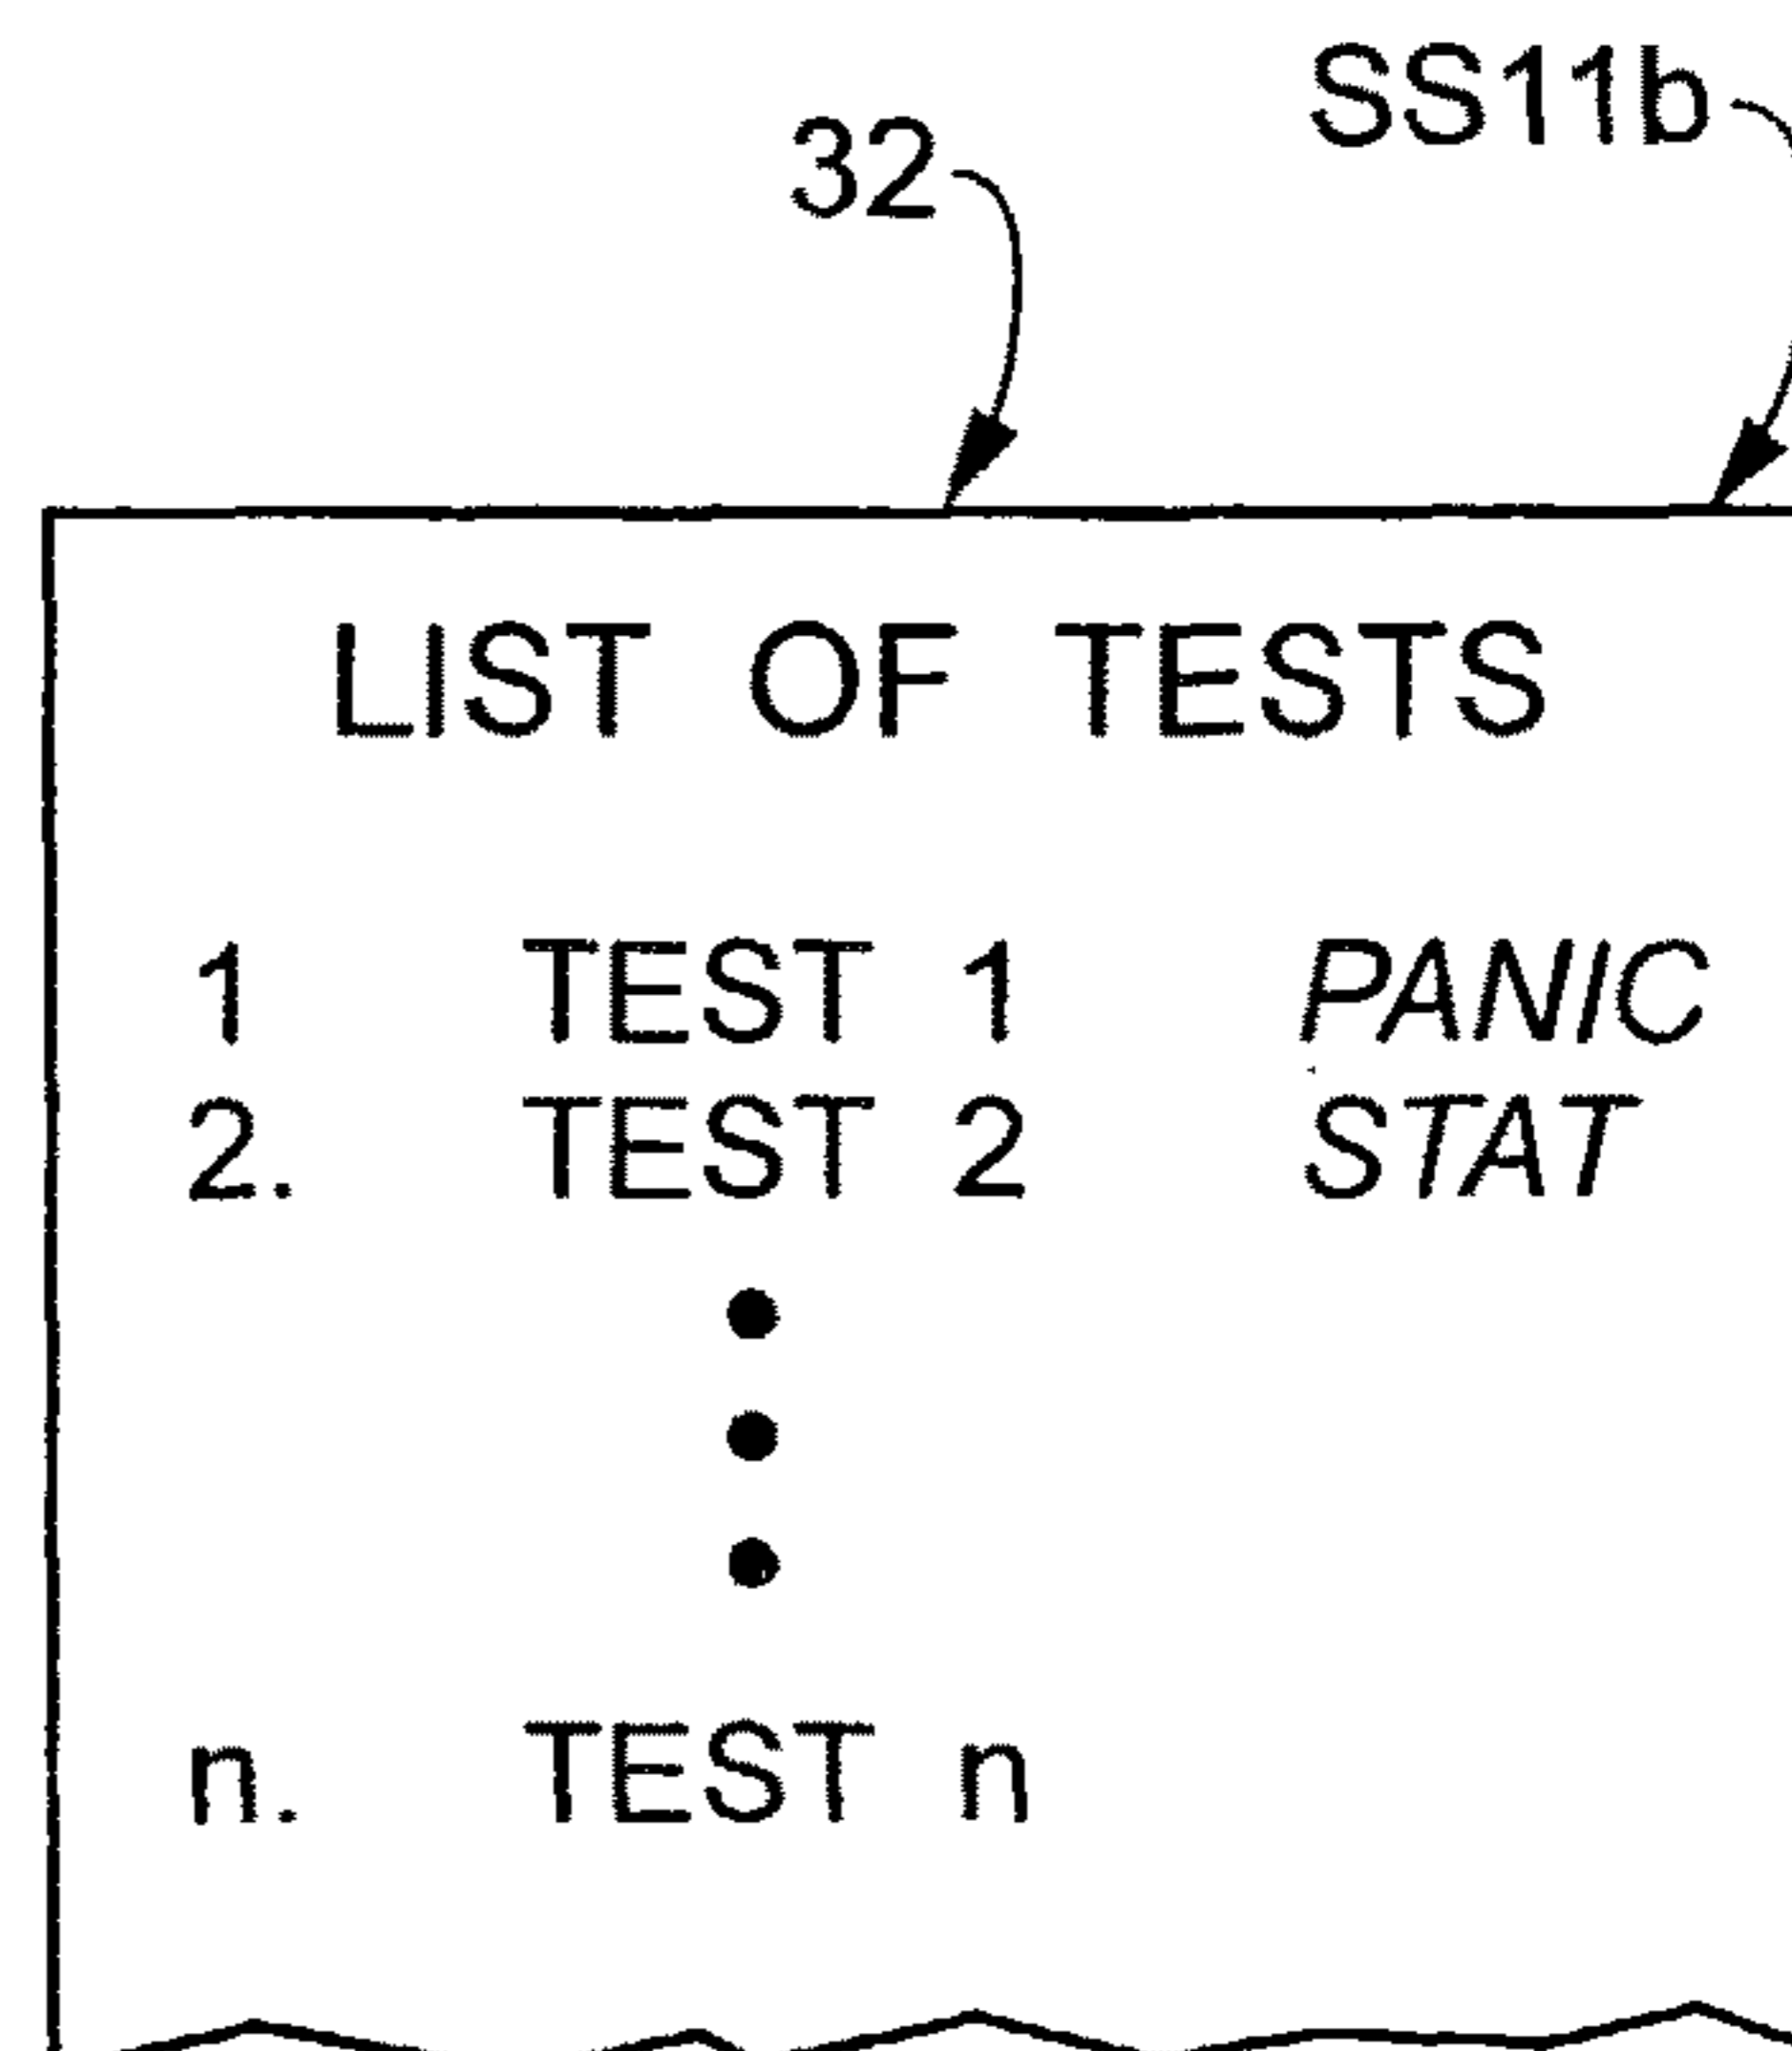 SS11b
32
LIST OF TESTS
1 TEST 1 PANIC
2. TEST 2 STAT
n. TEST n